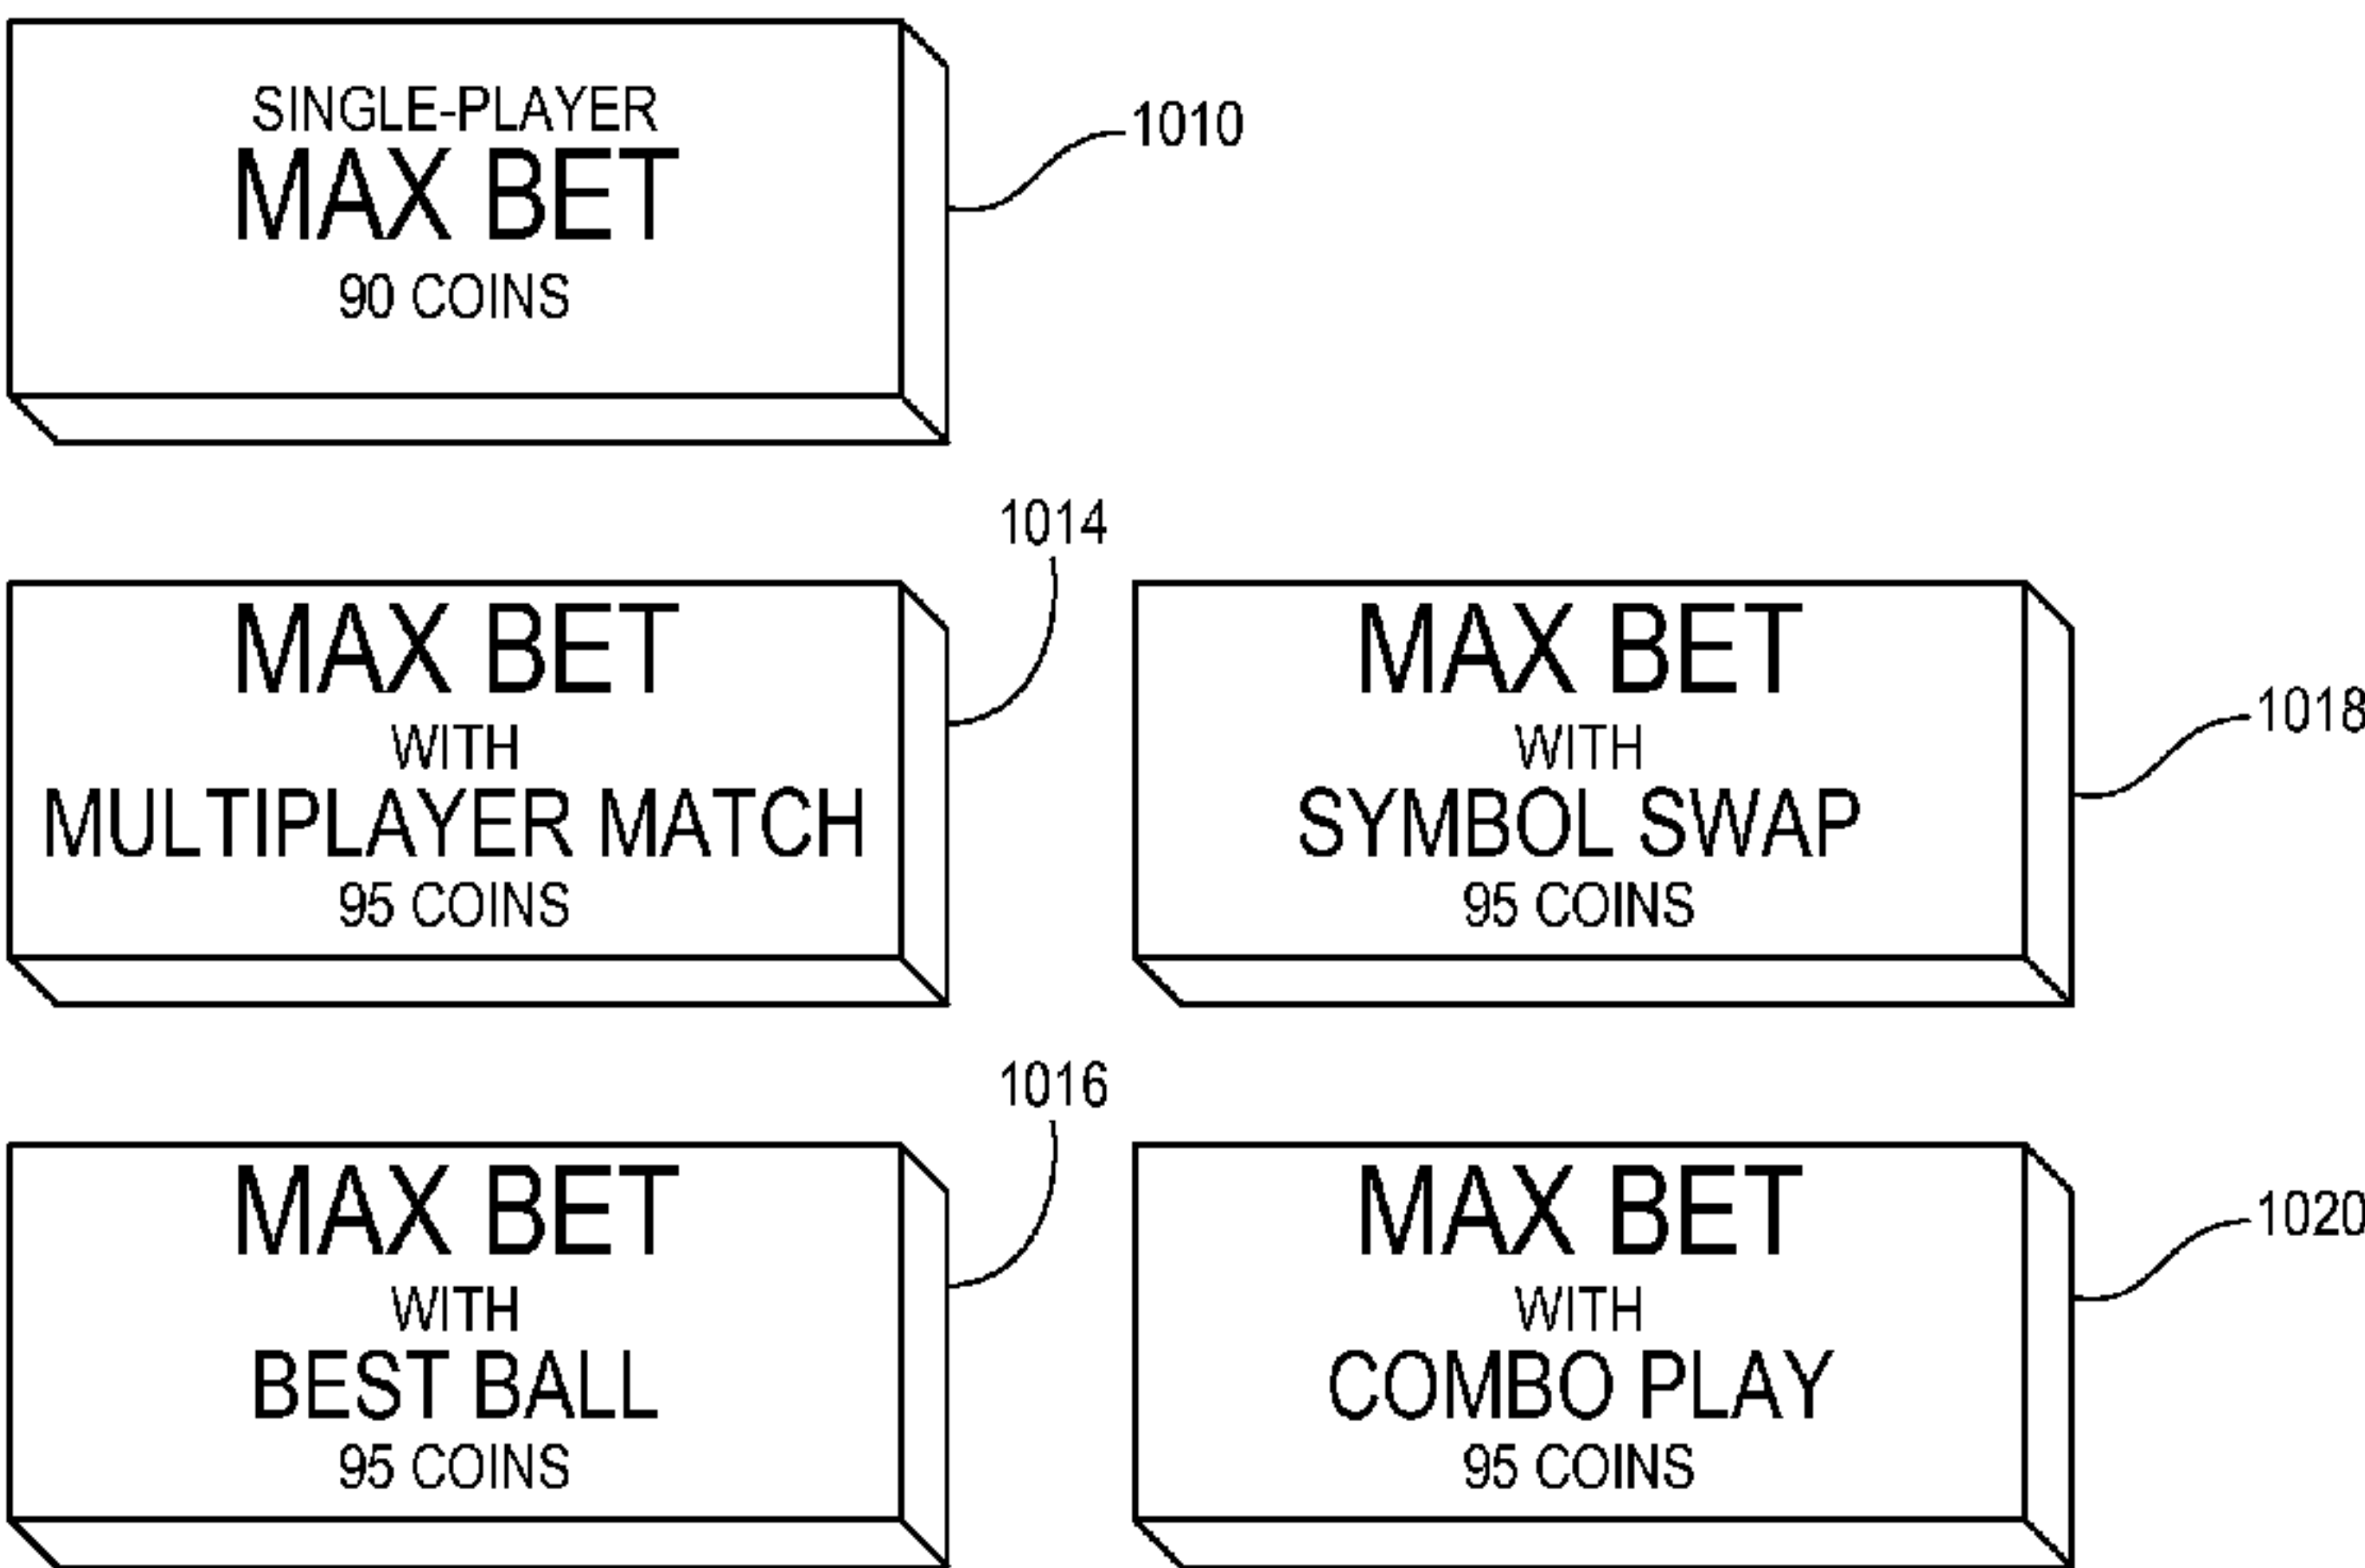 SINGLE-PLAYER
MAX BET
90 COINS
1010
1014
MAX BET
WITH
MULTIPLAYER MATCH
95 COINS
MAX BET
WITH
SYMBOL SWAP
95 COINS
1018
1016
MAX BET
WITH
BEST BALL
95 COINS
MAX BET
WITH
COMBO PLAY
95 COINS
1020